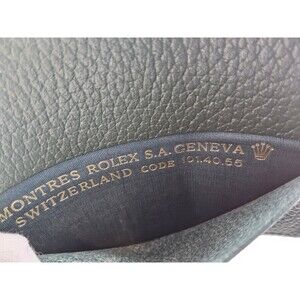 MONTRES ROLEX S.A. GENEVA
SWITZERLAND CODE 101.40.55